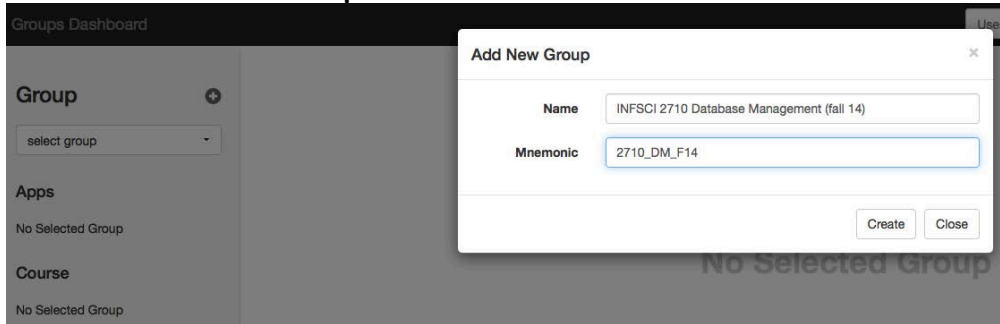 Groups Dashboard
Use
Add New Group
×
Group
Name
INFSCI 2710 Database Management (fall 14)
select group
Mnemonic
2710_DM_F14
Apps
No Selected Group
Create
Close
Course
No Selected Group
No Selected Group